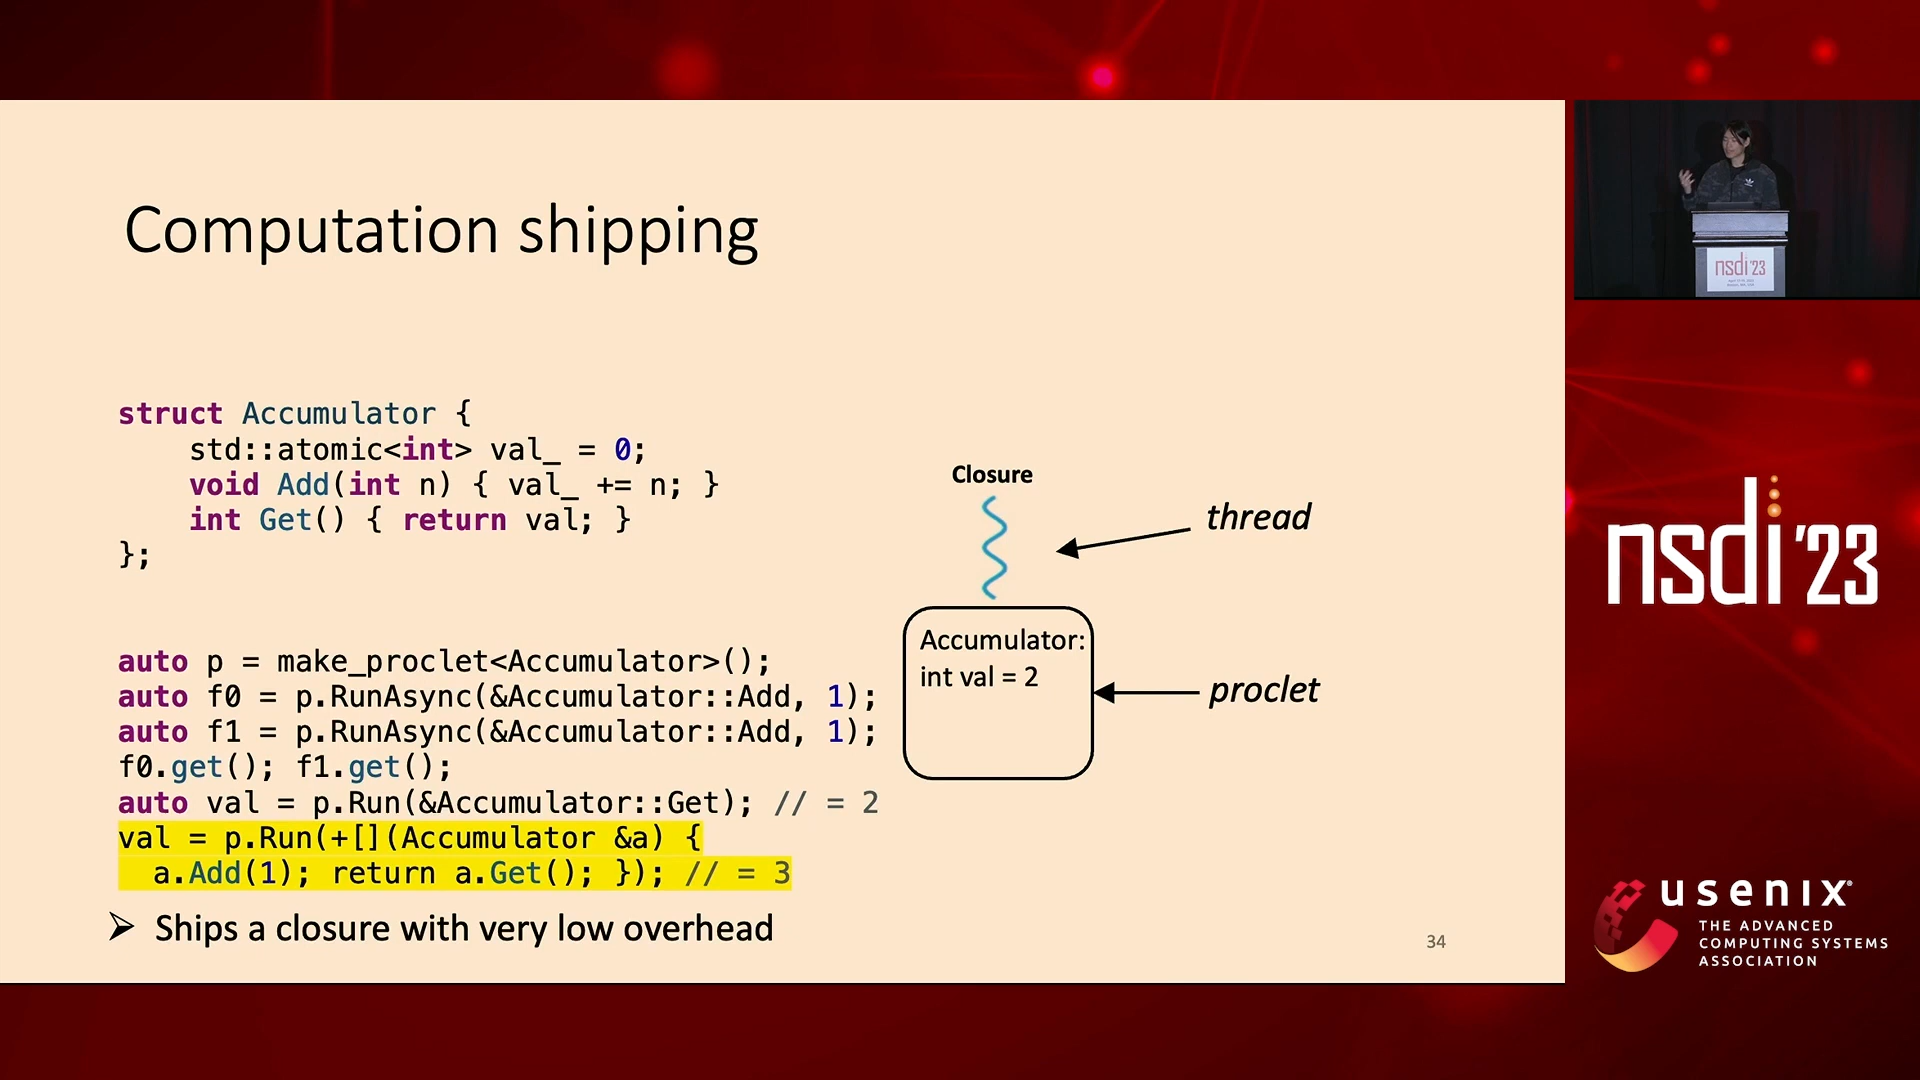 Computation shipping
struct Accumulator {
std::atomic<int> val_ = 0;
void Add(int n) { val_ += n; }
int Get() { return val; }
};
auto p = make_proclet<Accumulator>();
auto f0 = p.RunAsync(&Accumulator::Add, 1);
auto f1 = p.RunAsync(&Accumulator::Add, 1);
f0.get(); f1.get();
auto val = p.Run(&Accumulator::Get); // = 2
val = p.Run(+[](Accumulator &a) {
a.Add(1); return a.Get(); }); // = 3
➢ Ships a closure with very low overhead
Closure
thread
Accumulator:
int val = 2
proclet
34
nsdi'23
nsdi'23
usenix®
THE ADVANCED
COMPUTING SYSTEMS
ASSOCIATION